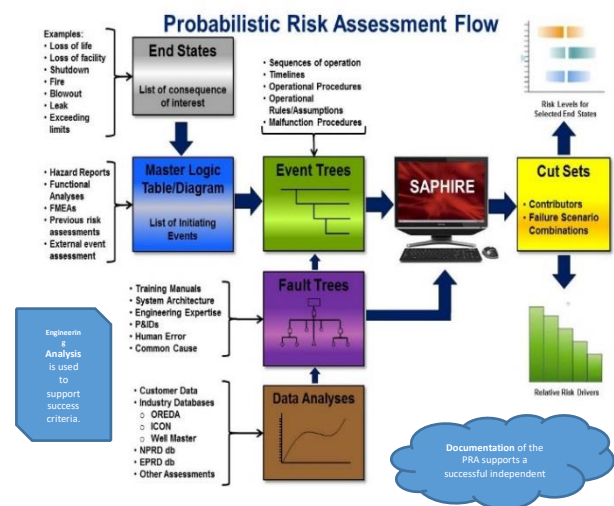 Probabilistic Risk Assessment Flow
Examples:
• Loss of life
• Loss of facility
• Shutdown
• Fire
• Blowout
• Leak
• Exceeding
limits
End States
List of consequence
of interest
• Sequences of operation
• Timelines
• Operational Procedures
• Operational
Rules/Assumptions
• Malfunction Procedures
Risk Levels for
Selected End States
• Hazard Reports
• Functional
Analyses
• FMEAs
• Previous risk
assessments
• External event
assessment
Master Logic
Table/Diagram
List of Initiating
Events
Event Trees
SAPHIRE
Cut Sets
• Contributors
• Failure Scenario
Combinations
• Training Manuals
• System Architecture
• Engineering Expertise
• P&IDs
• Human Error
• Common Cause
Fault Trees
Engineerin
g
Analysis
is used
to
support
success
criteria.
• Customer Data
• Industry Databases
o OREDA
o ICON
o Well Master
• NPRD db
• EPRD db
• Other Assessments
Data Analyses
Relative Risk Drivers
Documentation of the
PRA supports a
successful independent